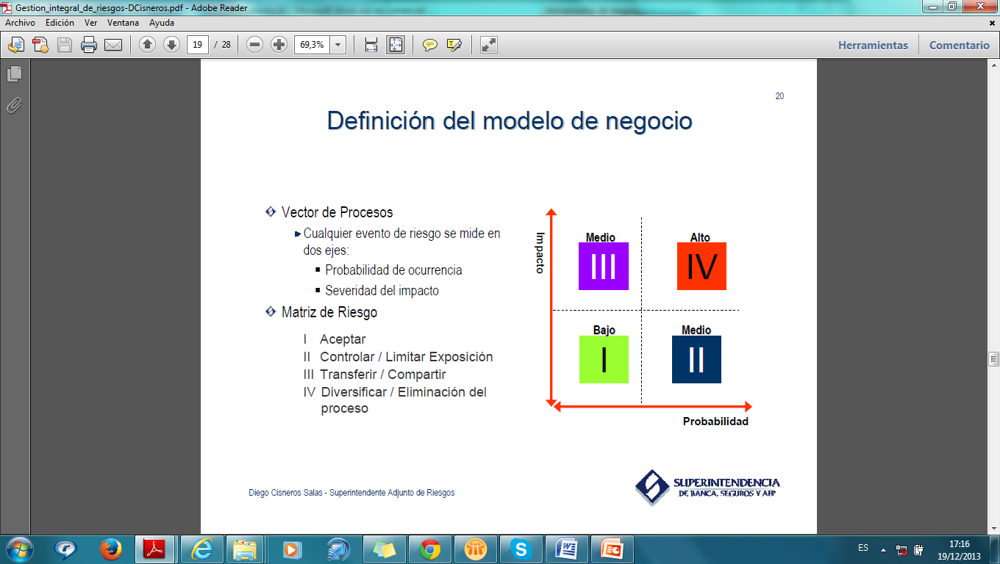 Gestion_integral_de_riesgos-DCisneros.pdf - Adobe Reader
Archivo Edición Ver Ventana Ayuda
19 / 28 69,3% Herramientas Comentario
20
Definición del modelo de negocio
Vector de Procesos
Cualquier evento de riesgo se mide en
dos ejes:
Probabilidad de ocurrencia
Severidad del impacto
Matriz de Riesgo
I Aceptar
II Controlar / Limitar Exposición
III Transferir / Compartir
IV Diversificar / Eliminación del
proceso
Impacto
Medio
III
Alto
IV
Bajo
I
Medio
II
Probabilidad
Diego Cisneros Salas - Superintendente Adjunto de Riesgos
SUPERINTENDENCIA
DE BANCA, SEGUROS Y AFP
ES
17:16
19/12/2013